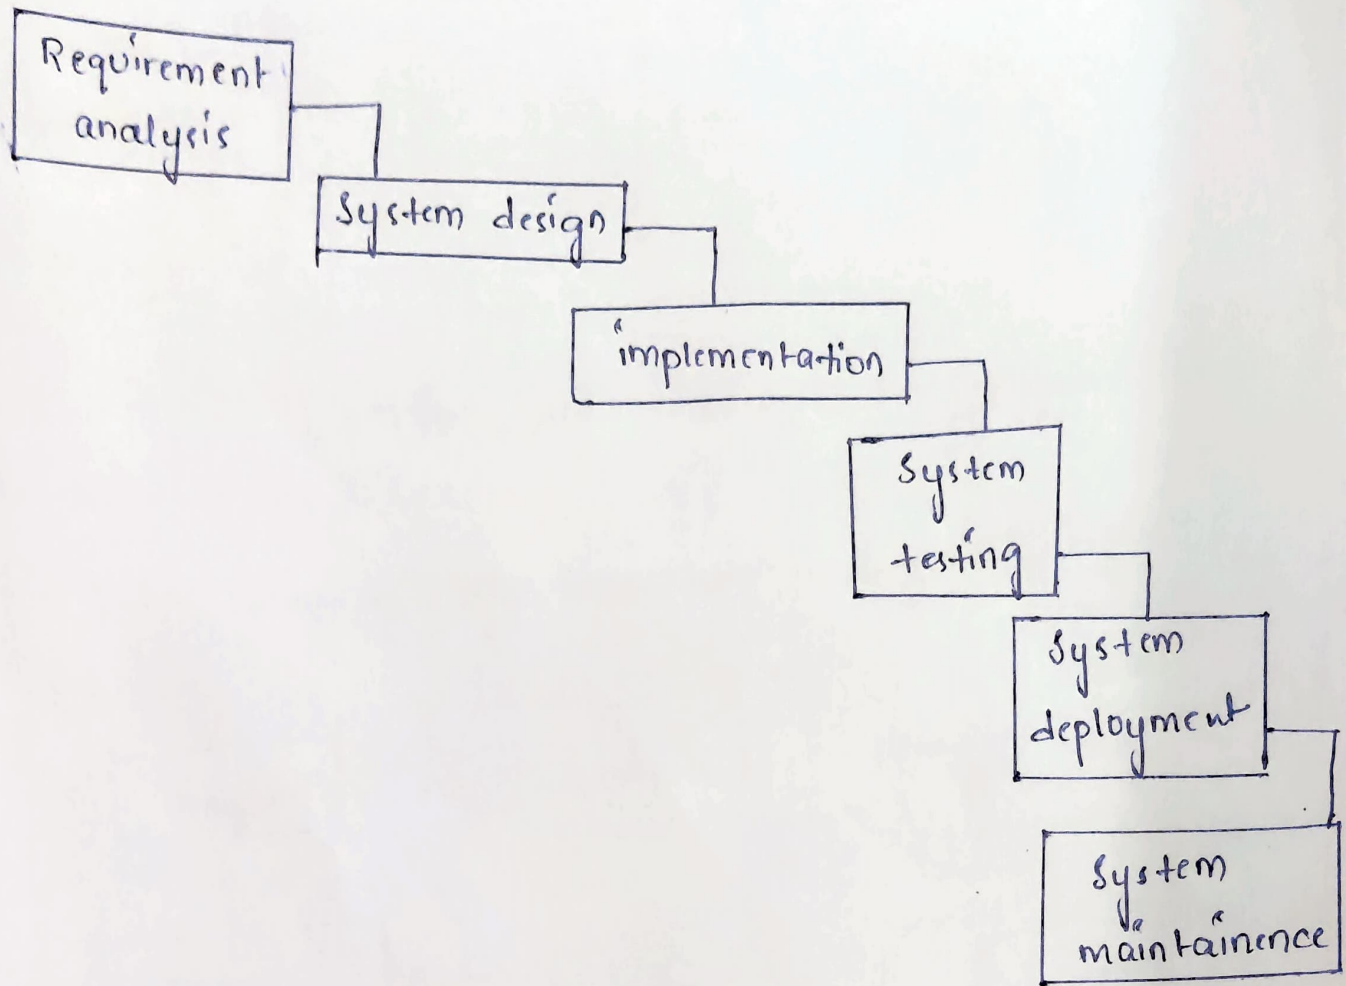 Requirement
analysis
System design
implementation
System
testing
System
deployment
System
maintainence